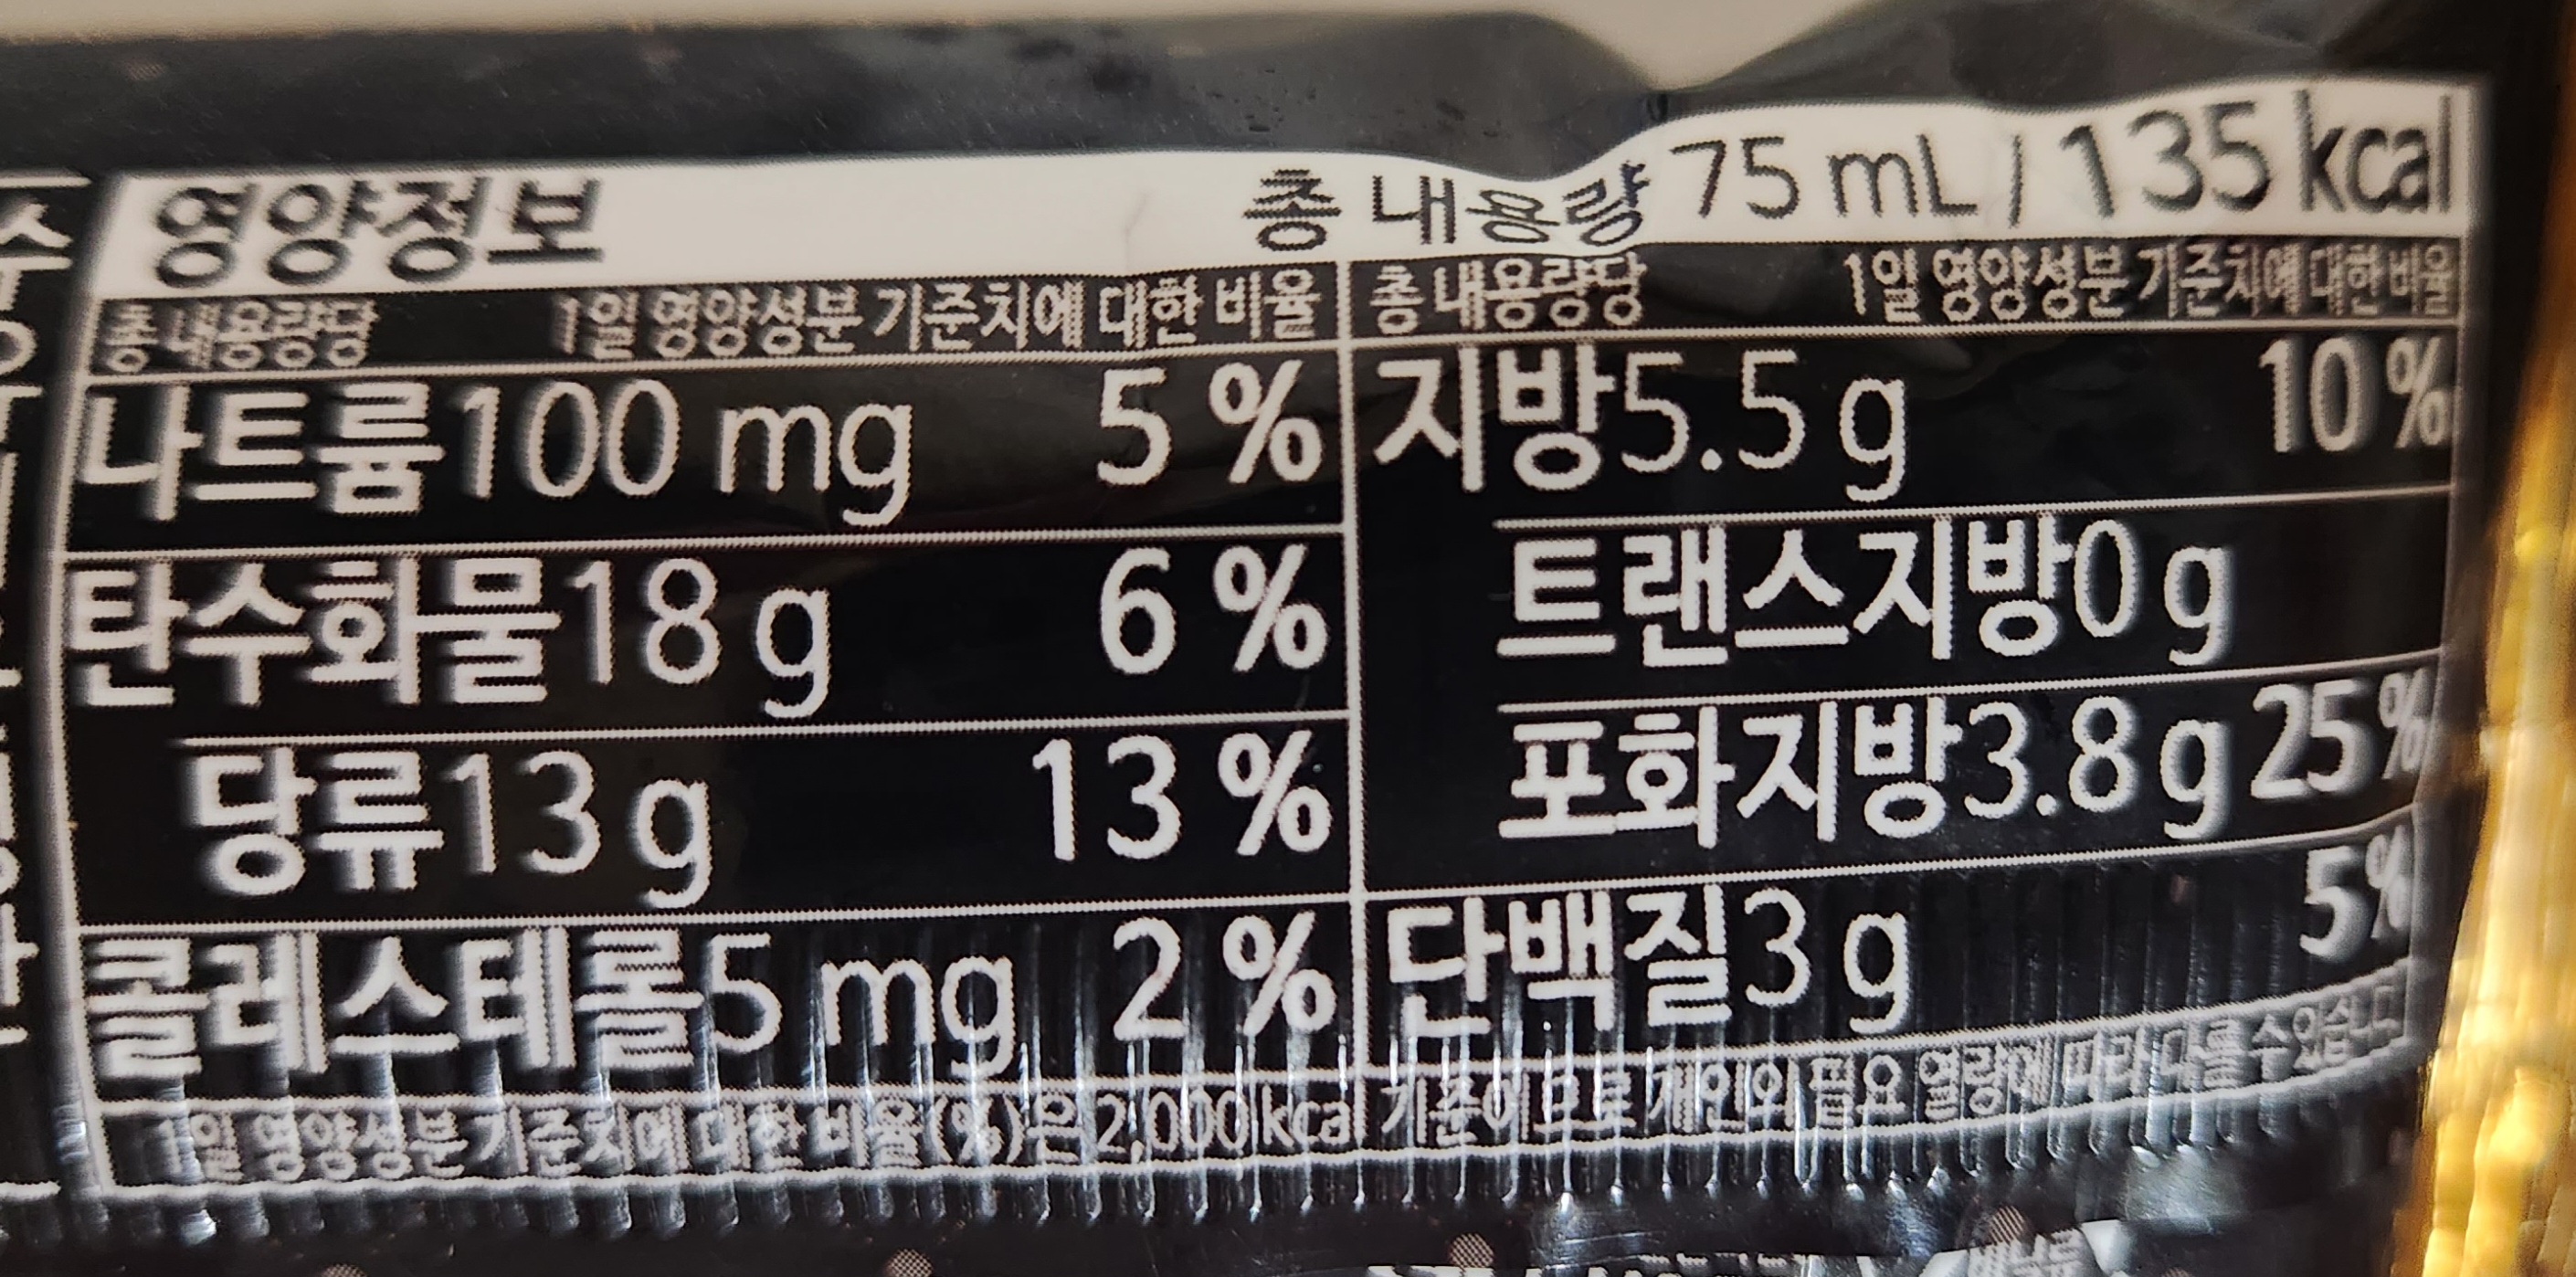 영양정보 총 내용량 75 mL / 135 kcal
총 내용량당 1일 영양성분 기준치에 대한 비율
나트륨100 mg 5 %
탄수화물18 g 6 %
당류13 g 13 %
콜레스테롤5 mg 2 %
총 내용량당 1일 영양성분 기준치에 대한 비율
지방5.5 g 10 %
트랜스지방0 g
포화지방3.8 g 25 %
단백질3 g 5 %
1일 영양성분 기준치에 대한 비율(%)은 2,000 kcal 기준이므로 개인의 필요 열량에 따라 다를 수 있습니다